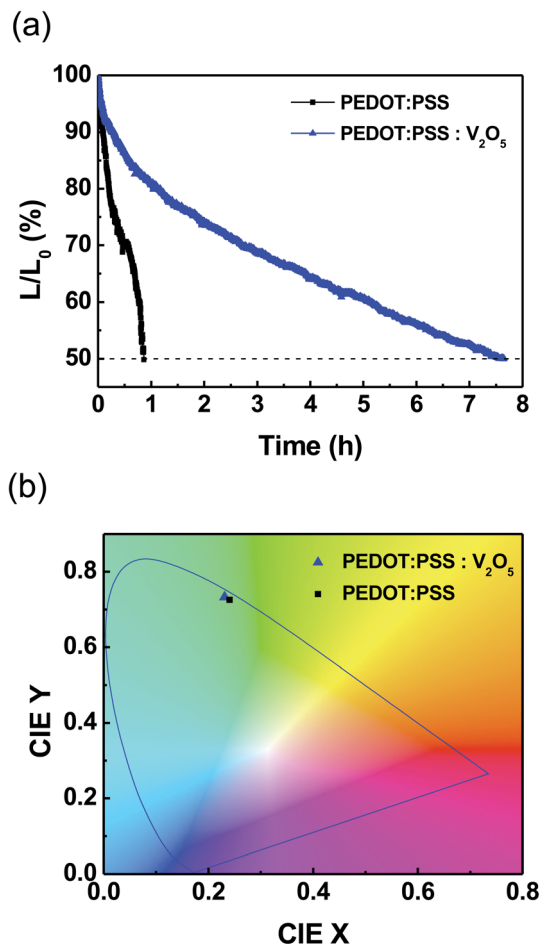 (a)
100
90
80
70
60
50
L/L₀ (%)
PEDOT:PSS
PEDOT:PSS : V₂O₅
0 1 2 3 4 5 6 7 8
Time (h)
(b)
0.8
0.6
0.4
0.2
0.0
CIE Y
PEDOT:PSS : V₂O₅
PEDOT:PSS
0.0 0.2 0.4 0.6 0.8
CIE X